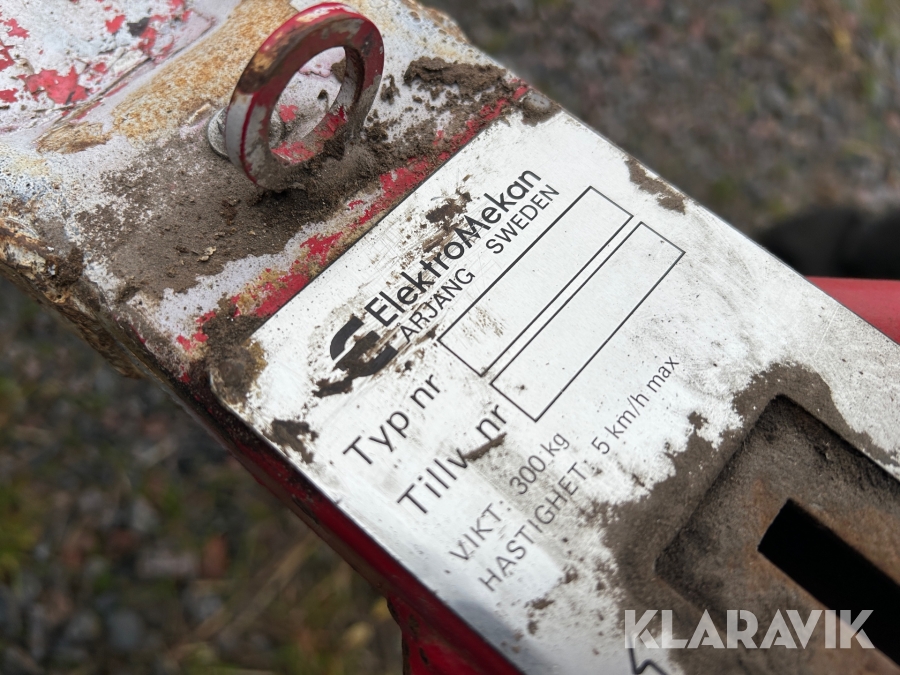 ElektroMekan
ÅRJÄNG SWEDEN
Typ nr
Tillv. nr
VIKT: 300 kg
HASTIGHET: 5 km/h max
KLARAVIK